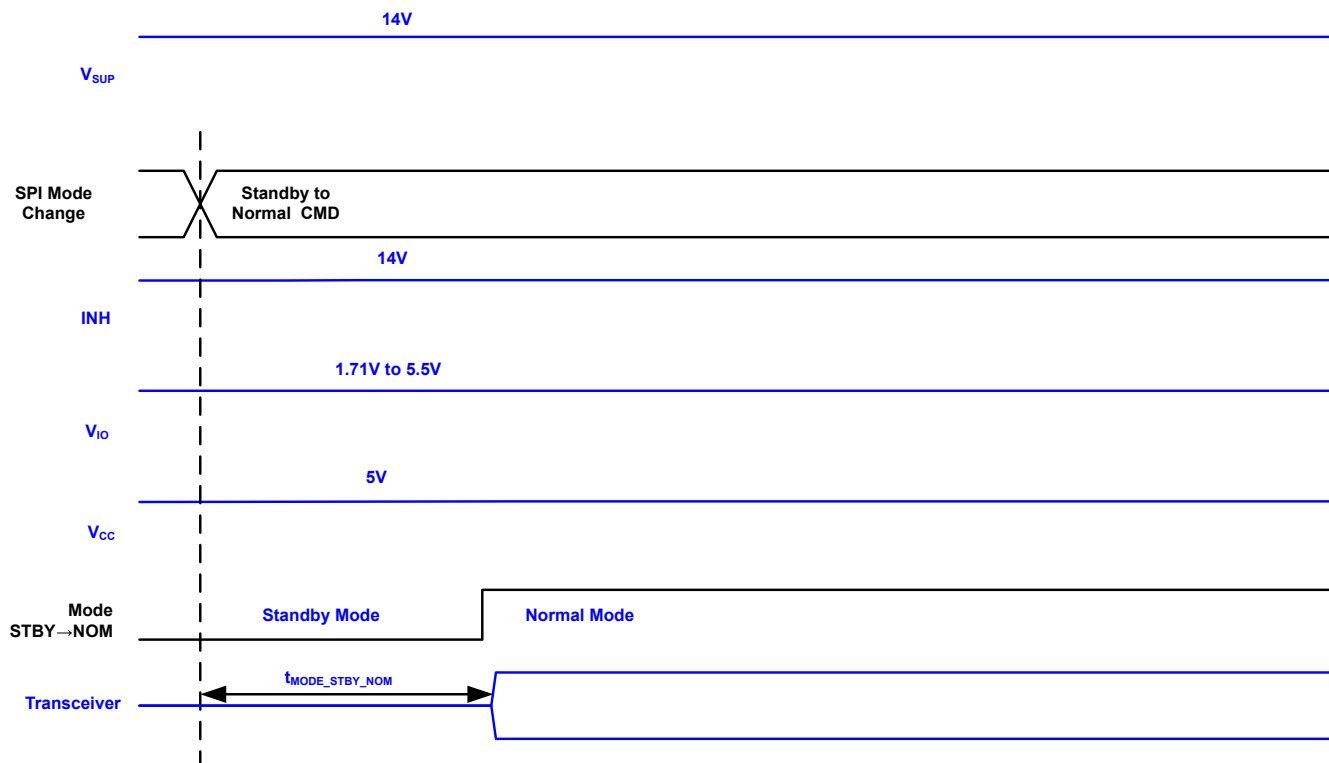 14V
VSUP
SPI Mode
Change
Standby to
Normal CMD
14V
INH
1.71V to 5.5V
VIO
5V
VCC
Mode
STBY→NOM
Standby Mode
Normal Mode
tMODE_STBY_NOM
Transceiver